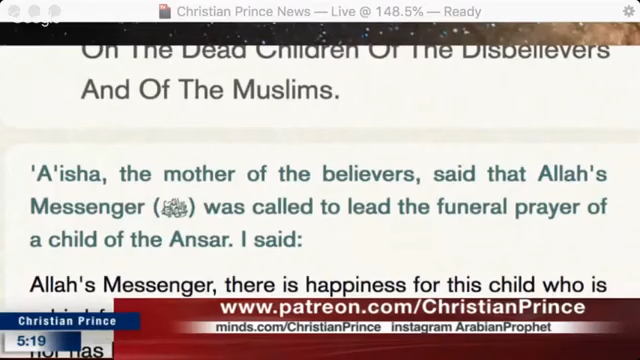 Christian Prince News — Live @ 148.5% — Ready
Google
On The Dead Children Of The Disbelievers
And Of The Muslims.
'A'isha, the mother of the believers, said that Allah's
Messenger (ﷺ) was called to lead the funeral prayer of
a child of the Ansar. I said:
Allah's Messenger, there is happiness for this child who is
www.patreon.com/ChristianPrince
minds.com/ChristianPrince instagram ArabianProphet
Christian Prince
5:19
nor has